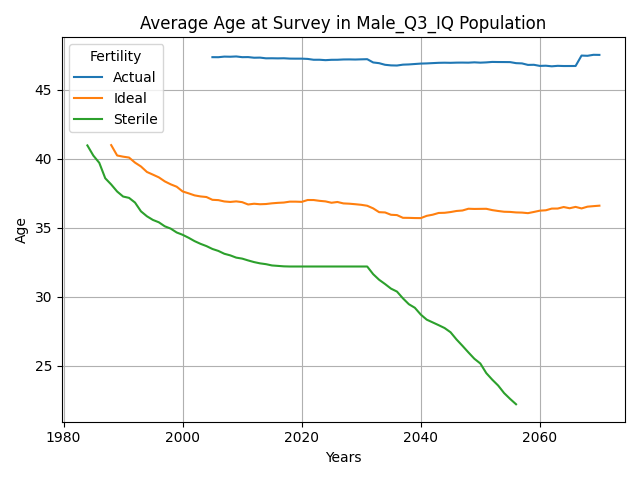 Average Age at Survey in Male_Q3_IQ Population
Fertility
Actual
Ideal
Sterile
Age
45
40
35
30
25
1980
2000
2020
2040
2060
Years